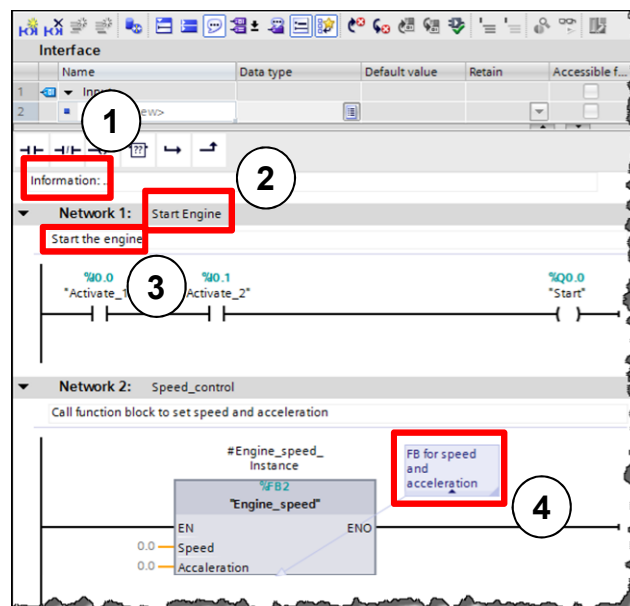 Interface
Name Data type Default value Retain Accessible f...
1 Input
2
1
??
Information: ..
2
Network 1: Start Engine
Start the engine
%I0.0 %I0.1 %Q0.0
"Activate_1 Activate_2" "Start"
3
Network 2: Speed_control
Call function block to set speed and acceleration
#Engine_speed_
Instance
%FB2
"Engine_speed"
EN ENO
0.0 Speed
0.0 Acceleration
FB for speed
and
acceleration
4